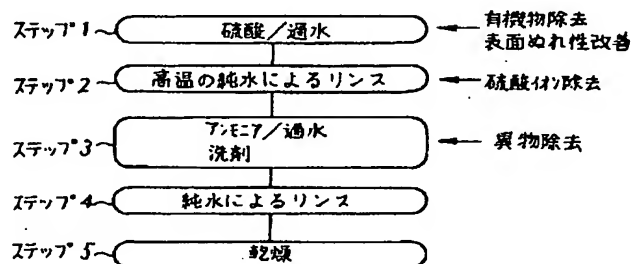 ステップ1
硫酸/過水
有機物除去
表面ぬれ性改善
ステップ2
高温の純水によるリンス
硫酸イオン除去
ステップ3
アンモニア/過水
洗剤
異物除去
ステップ4
純水によるリンス
ステップ5
乾燥